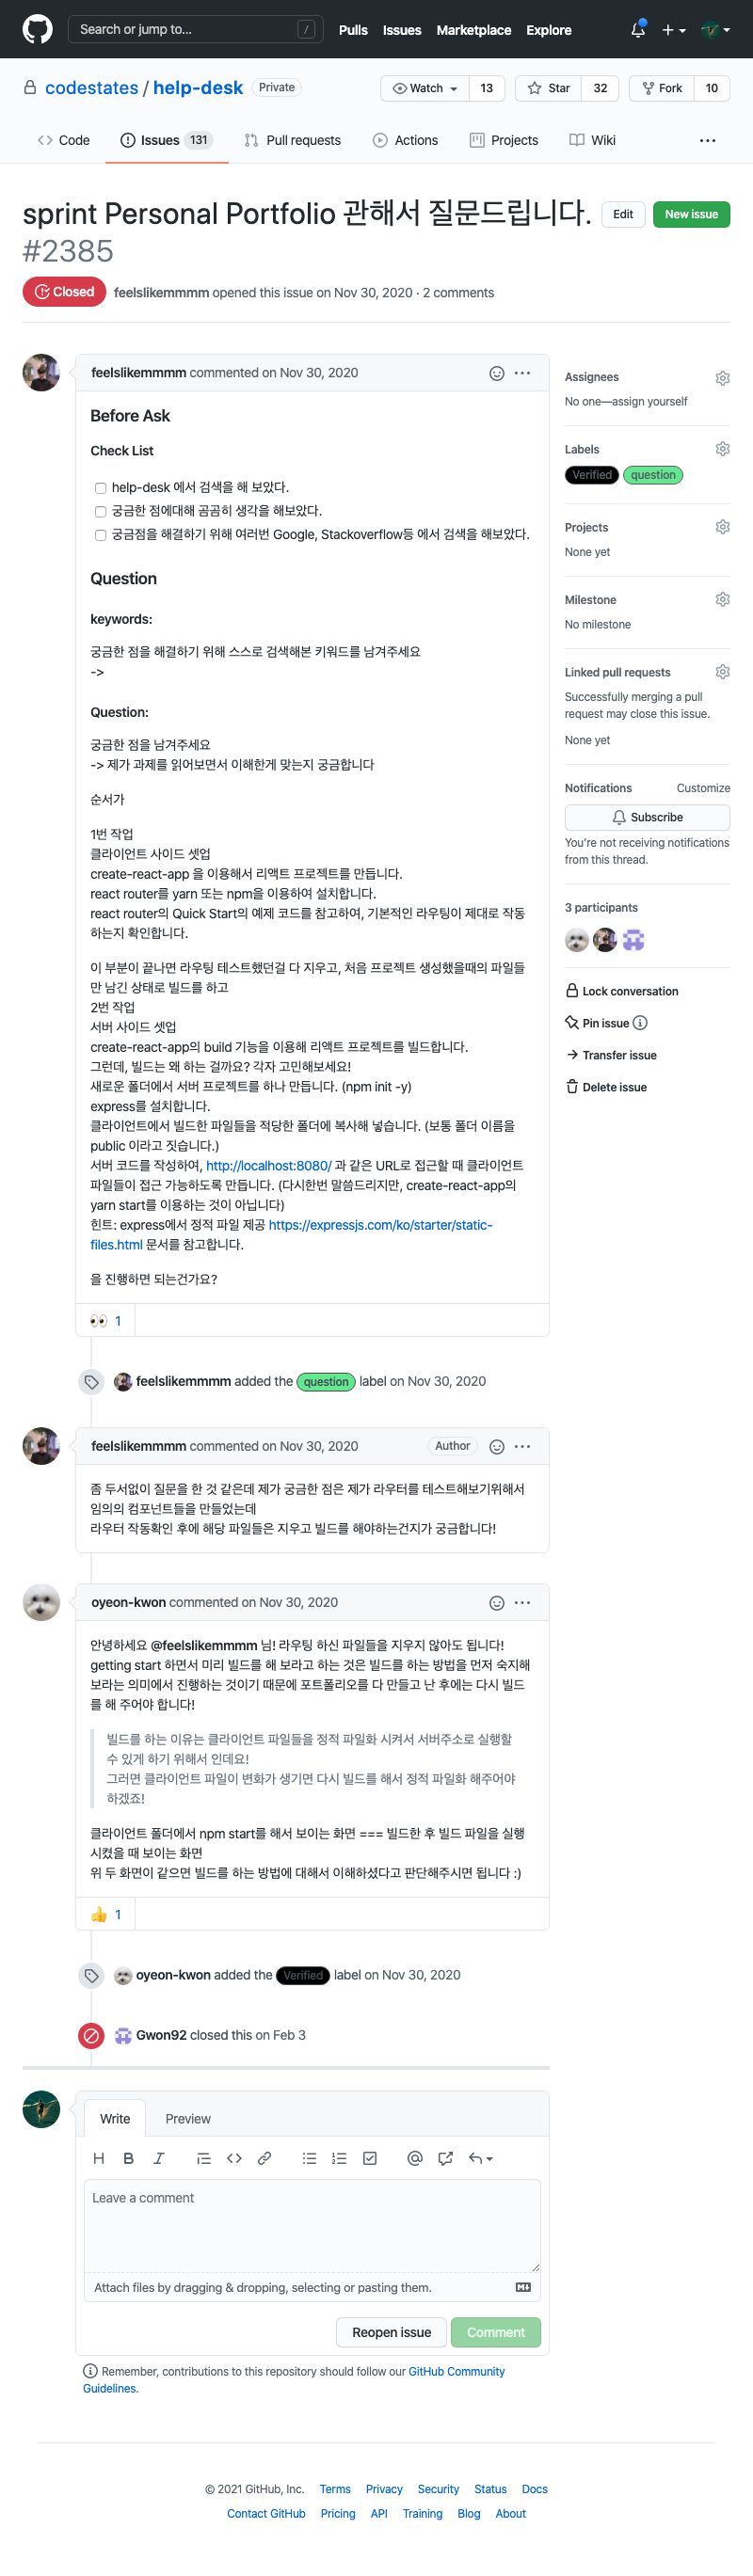 Search or jump to... /
Pulls Issues Marketplace Explore
codestates / help-desk Private
Watch 13 Star 32 Fork 10
Code Issues 131 Pull requests Actions Projects Wiki ...
sprint Personal Portfolio 관해서 질문드립니다.
#2385
Edit New issue
Closed feelslikemmmm opened this issue on Nov 30, 2020 · 2 comments
feelslikemmmm commented on Nov 30, 2020
Before Ask
Check List
help-desk 에서 검색을 해 보았다.
궁금한 점에대해 곰곰히 생각을 해보았다.
궁금점을 해결하기 위해 여러번 Google, Stackoverflow등 에서 검색을 해보았다.
Question
keywords:
궁금한 점을 해결하기 위해 스스로 검색해본 키워드를 남겨주세요
->
Question:
궁금한 점을 남겨주세요
-> 제가 과제를 읽어보면서 이해한게 맞는지 궁금합니다
순서가
1번 작업
클라이언트 사이드 셋업
create-react-app 을 이용해서 리액트 프로젝트를 만듭니다.
react router를 yarn 또는 npm을 이용하여 설치합니다.
react router의 Quick Start의 예제 코드를 참고하여, 기본적인 라우팅이 제대로 작동
하는지 확인합니다.
이 부분이 끝나면 라우팅 테스트했던걸 다 지우고, 처음 프로젝트 생성했을때의 파일들
만 남긴 상태로 빌드를 하고
2번 작업
서버 사이드 셋업
create-react-app의 build 기능을 이용해 리액트 프로젝트를 빌드합니다.
그런데, 빌드는 왜 하는 걸까요? 각자 고민해보세요!
새로운 폴더에서 서버 프로젝트를 하나 만듭니다. (npm init -y)
express를 설치합니다.
클라이언트에서 빌드한 파일들을 적당한 폴더에 복사해 넣습니다. (보통 폴더 이름을
public 이라고 짓습니다.)
서버 코드를 작성하여, http://localhost:8080/ 과 같은 URL로 접근할 때 클라이언트
파일들이 접근 가능하도록 만듭니다. (다시한번 말씀드리지만, create-react-app의
yarn start를 이용하는 것이 아닙니다)
힌트: express에서 정적 파일 제공 https://expressjs.com/ko/starter/static-
files.html 문서를 참고합니다.
을 진행하면 되는건가요?
👀 1
Assignees
No one—assign yourself
Labels
Verified question
Projects
None yet
Milestone
No milestone
Linked pull requests
Successfully merging a pull
request may close this issue.
None yet
Notifications Customize
Subscribe
You're not receiving notifications
from this thread.
3 participants
Lock conversation
Pin issue
Transfer issue
Delete issue
feelslikemmmm added the question label on Nov 30, 2020
feelslikemmmm commented on Nov 30, 2020 Author
좀 두서없이 질문을 한 것 같은데 제가 궁금한 점은 제가 라우터를 테스트해보기위해서
임의의 컴포넌트들을 만들었는데
라우터 작동확인 후에 해당 파일들은 지우고 빌드를 해야하는건지가 궁금합니다!
oyeon-kwon commented on Nov 30, 2020
안녕하세요 @feelslikemmmm 님! 라우팅 하신 파일들을 지우지 않아도 됩니다!
getting start 하면서 미리 빌드를 해 보라고 하는 것은 빌드를 하는 방법을 먼저 숙지해
보라는 의미에서 진행하는 것이기 때문에 포트폴리오를 다 만들고 난 후에는 다시 빌드
를 해 주어야 합니다!
빌드를 하는 이유는 클라이언트 파일들을 정적 파일화 시켜서 서버주소로 실행할
수 있게 하기 위해서 인데요!
그러면 클라이언트 파일이 변화가 생기면 다시 빌드를 해서 정적 파일화 해주어야
하겠죠!
클라이언트 폴더에서 npm start를 해서 보이는 화면 === 빌드한 후 빌드 파일을 실행
시켰을 때 보이는 화면
위 두 화면이 같으면 빌드를 하는 방법에 대해서 이해하셨다고 판단해주시면 됩니다 :)
👍 1
oyeon-kwon added the Verified label on Nov 30, 2020
Gwon92 closed this on Feb 3
Write Preview
Leave a comment
Attach files by dragging & dropping, selecting or pasting them.
Reopen issue Comment
Remember, contributions to this repository should follow our GitHub Community
Guidelines.
© 2021 GitHub, Inc. Terms Privacy Security Status Docs
Contact GitHub Pricing API Training Blog About